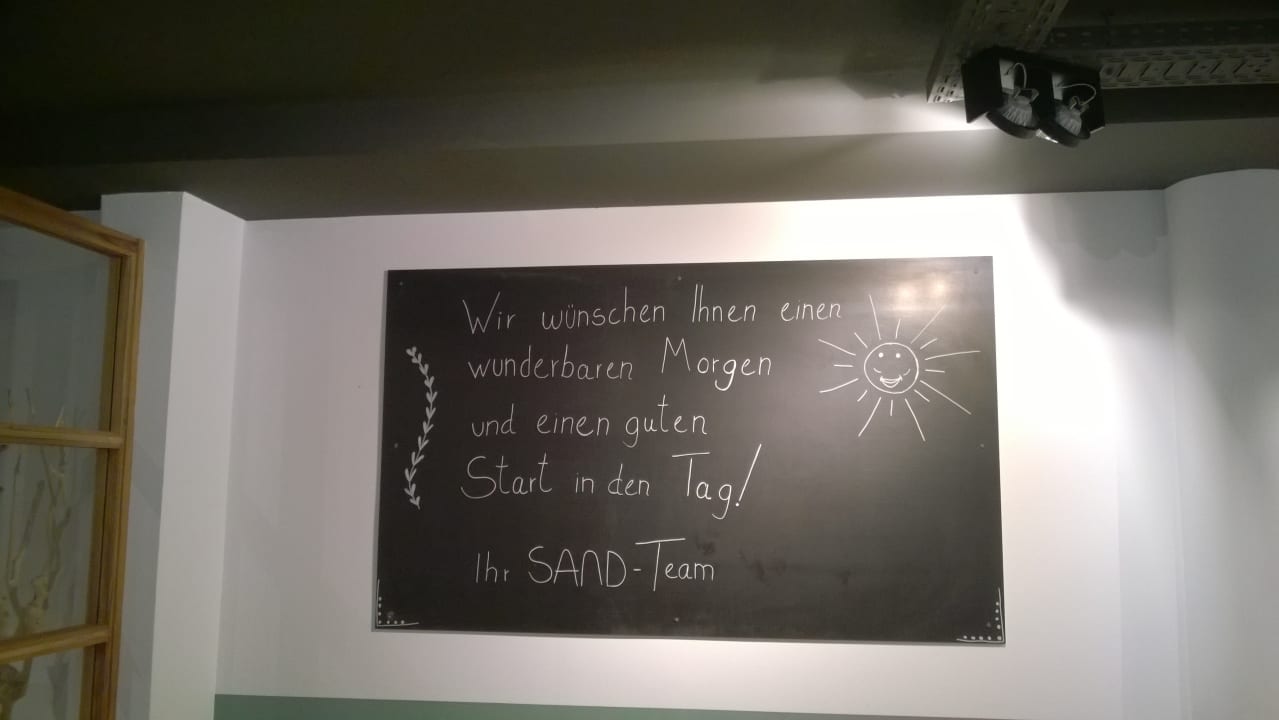 Wir wünschen Ihnen einen
wunderbaren Morgen
und einen guten
Start in den Tag!
Ihr SAND-Team